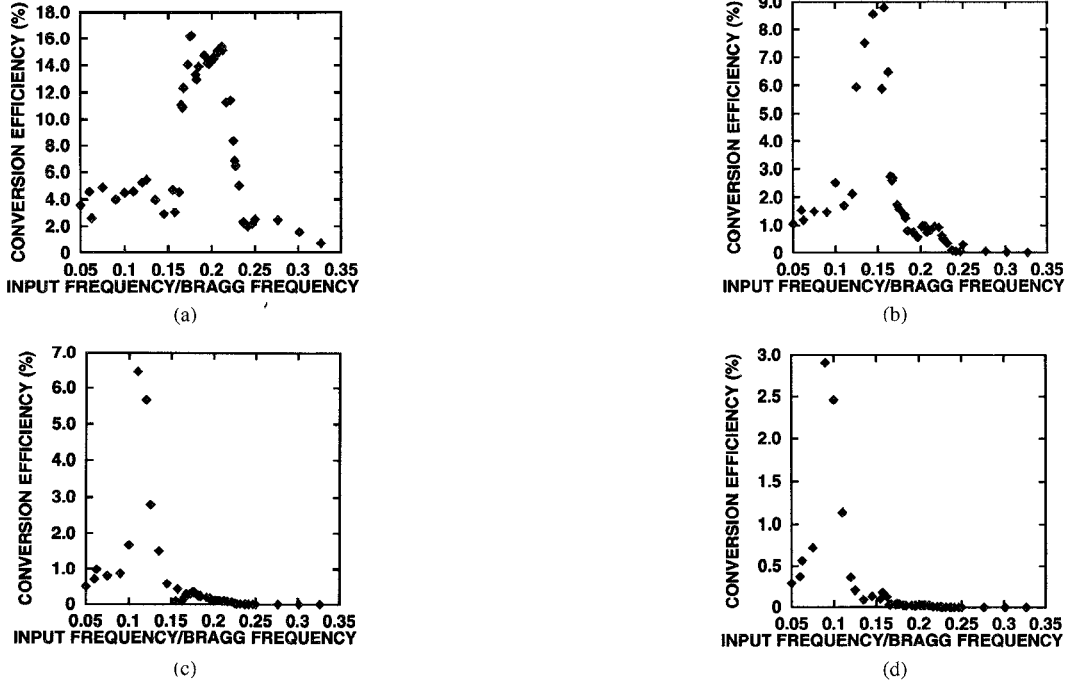 CONVERSION EFFICIENCY (%)
18.0
16.0
14.0
12.0
10.0
8.0
6.0
4.0
2.0
0
0.05 0.1 0.15 0.2 0.25 0.3 0.35
INPUT FREQUENCY/BRAGG FREQUENCY
(a)
CONVERSION EFFICIENCY (%)
9.0
8.0
7.0
6.0
5.0
4.0
3.0
2.0
1.0
0
0.05 0.1 0.15 0.2 0.25 0.3 0.35
INPUT FREQUENCY/BRAGG FREQUENCY
(b)
CONVERSION EFFICIENCY (%)
7.0
6.0
5.0
4.0
3.0
2.0
1.0
0
0.05 0.1 0.15 0.2 0.25 0.3 0.35
INPUT FREQUENCY/BRAGG FREQUENCY
(c)
CONVERSION EFFICIENCY (%)
3.0
2.5
2.0
1.5
1.0
0.5
0
0.05 0.1 0.15 0.2 0.25 0.3 0.35
INPUT FREQUENCY/BRAGG FREQUENCY
(d)